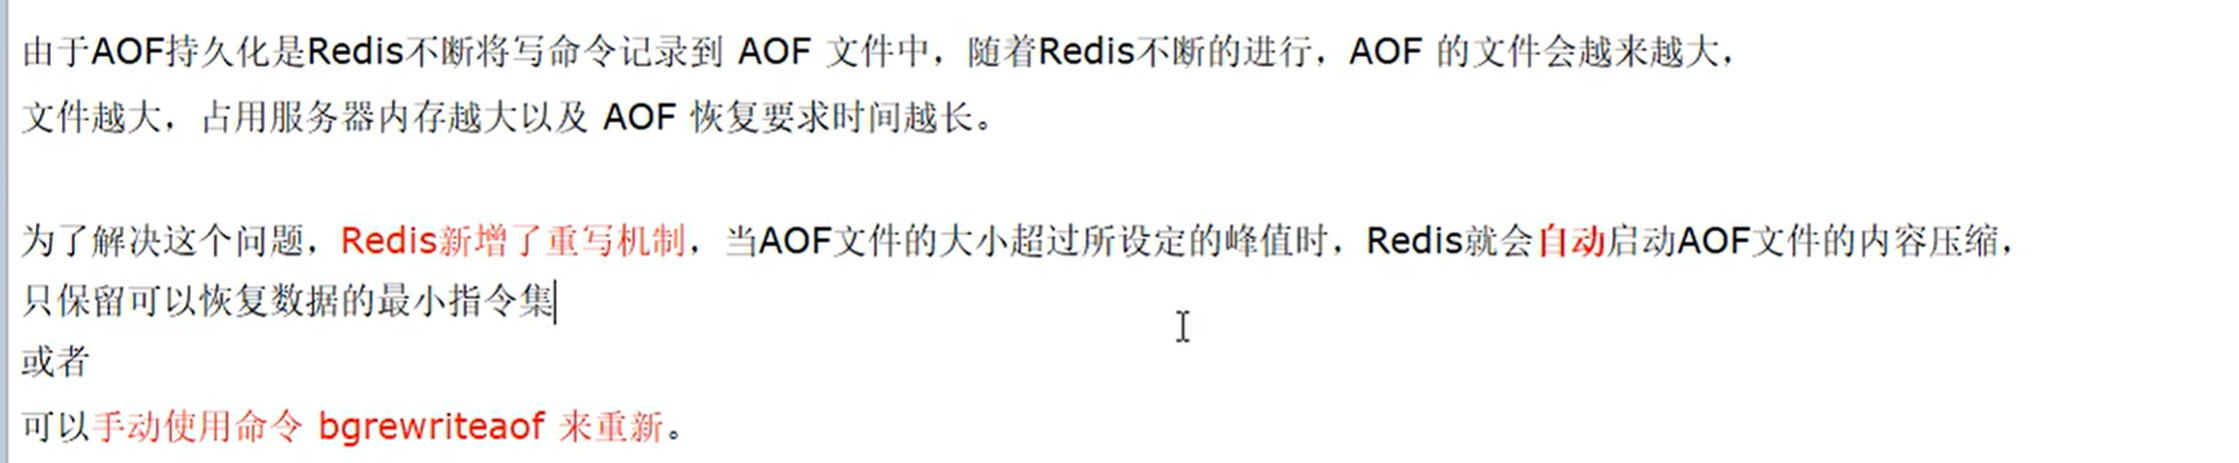 由于AOF持久化是Redis不断将写命令记录到 AOF 文件中，随着Redis不断的进行，AOF 的文件会越来越大，
文件越大，占用服务器内存越大以及 AOF 恢复要求时间越长。
为了解决这个问题，Redis新增了重写机制，当AOF文件的大小超过所设定的峰值时，Redis就会自动启动AOF文件的内容压缩，
只保留可以恢复数据的最小指令集
或者
可以手动使用命令 bgrewriteaof 来重新。